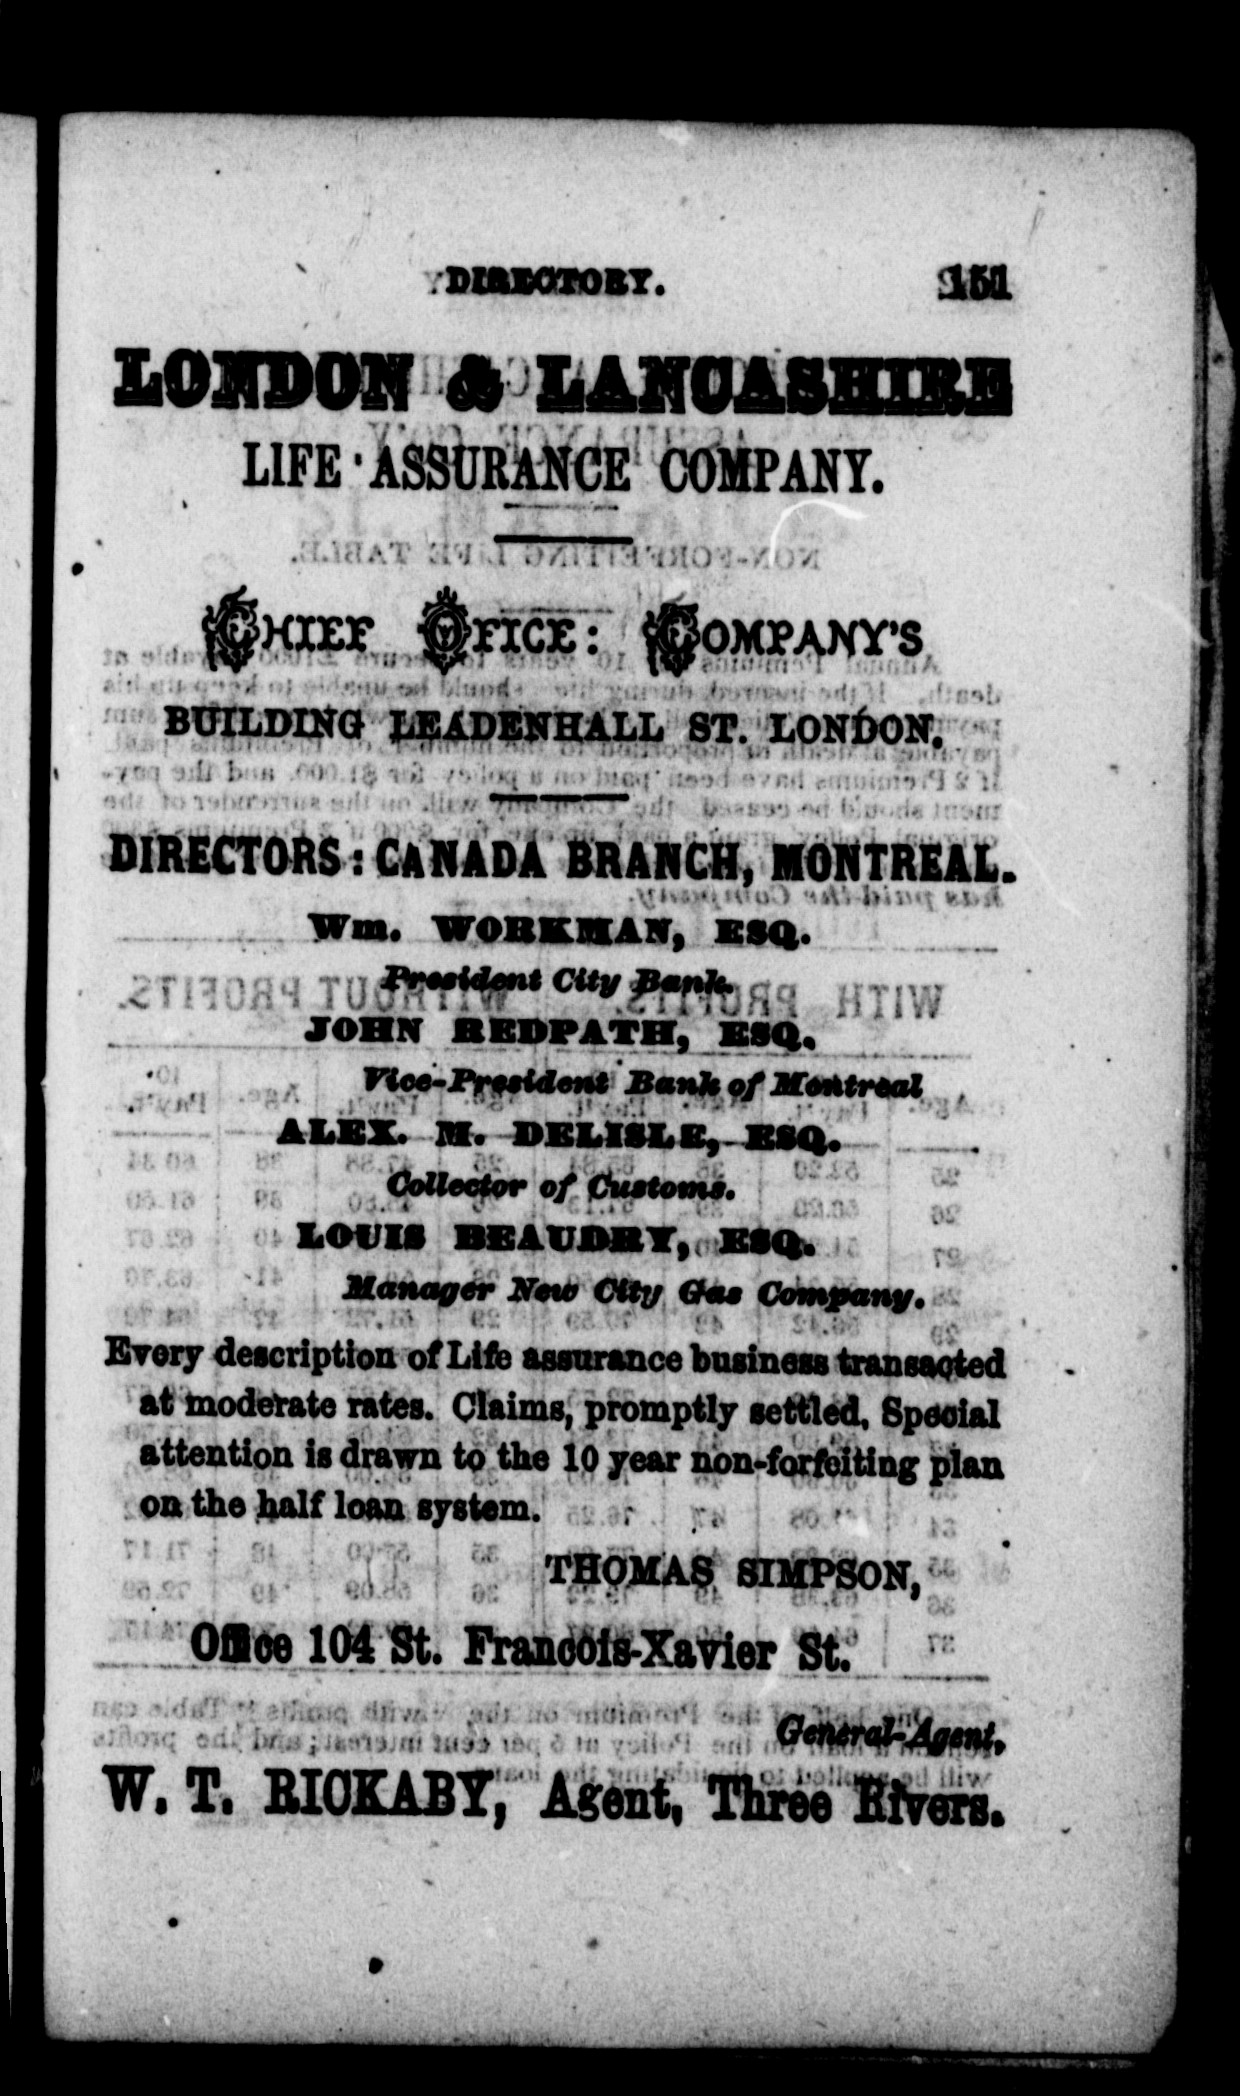 DIRECTORY. 151
LONDON & LANCASHIRE
LIFE ASSURANCE COMPANY.
CHIEF OFFICE: COMPANY'S
BUILDING LEADENHALL ST. LONDON.
DIRECTORS: CANADA BRANCH, MONTREAL.
Wm. WORKMAN, ESQ.
President City Bank.
JOHN REDPATH, ESQ.
Vice-President Bank of Montreal
ALEX. M. DELISLE, ESQ.
Collector of Customs.
LOUIS BEAUDRY, ESQ.
Manager New City Gas Company.
Every description of Life assurance business transacted
at moderate rates. Claims, promptly settled, Special
attention is drawn to the 10 year non-forfeiting plan
on the half loan system.
THOMAS SIMPSON,
Office 104 St. Francois-Xavier St.
General-Agent,
W. T. RICKABY, Agent, Three Rivers.